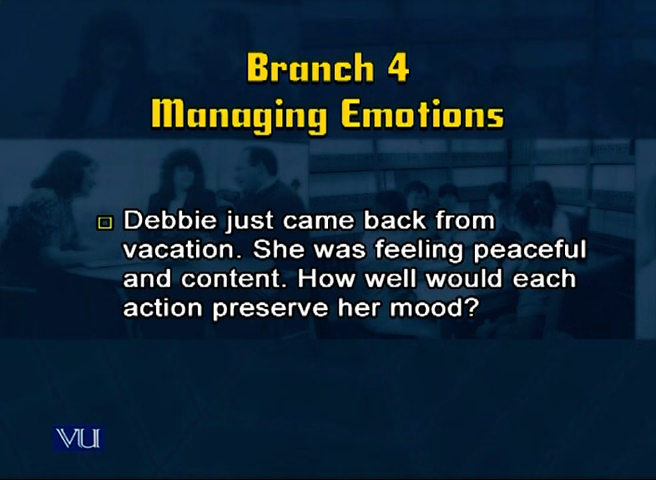 Branch 4
Managing Emotions
Debbie just came back from
vacation. She was feeling peaceful
and content. How well would each
action preserve her mood?
VU